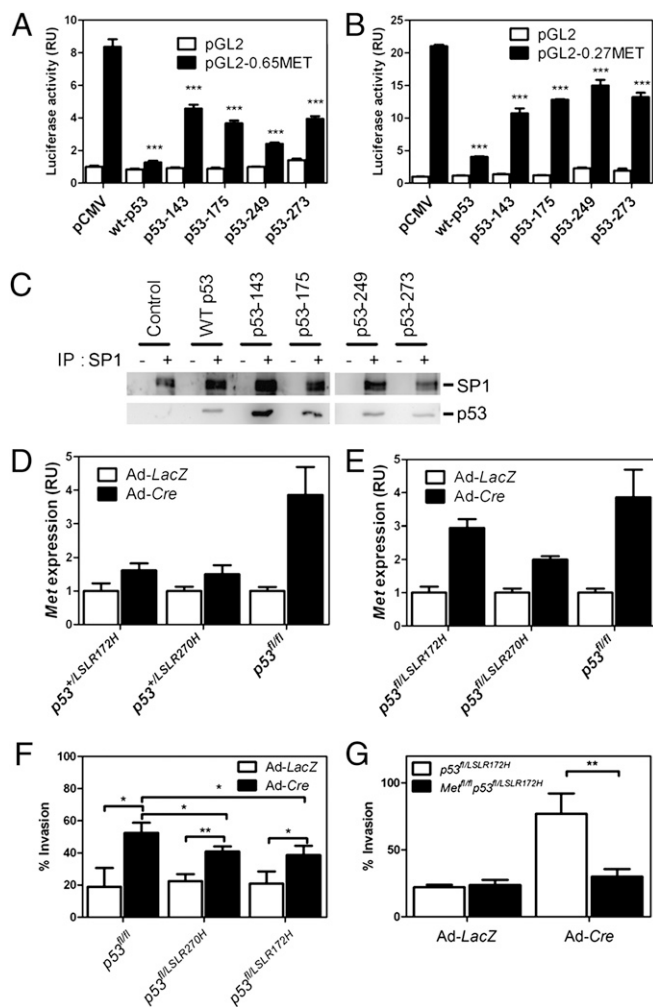 A
Luciferase activity (RU)
10
8
6
4
2
0
pGL2
pGL2-0.65MET
***
***
***
***
***
pCMV
wt-p53
p53-143
p53-175
p53-249
p53-273
B
Luciferase activity (RU)
25
20
15
10
5
0
pGL2
pGL2-0.27MET
***
***
***
***
***
pCMV
wt-p53
p53-143
p53-175
p53-249
p53-273
C
Control
WT p53
p53-143
p53-175
p53-249
p53-273
IP : SP1 - + - + - + - + - + - +
SP1
p53
D
Met expression (RU)
5
4
3
2
1
0
Ad-LacZ
Ad-Cre
p53+/LSLR172H
p53+/LSLR270H
p53fl/fl
E
Met expression (RU)
5
4
3
2
1
0
Ad-LacZ
Ad-Cre
p53fl/LSLR172H
p53fl/LSLR270H
p53fl/fl
F
% Invasion
100
80
60
40
20
0
Ad-LacZ
Ad-Cre
*
*
*
**
*
p53fl/fl
p53fl/LSLR270H
p53fl/LSLR172H
G
% Invasion
100
50
0
p53fl/LSLR172H
Metfl/flp53fl/LSLR172H
**
Ad-LacZ
Ad-Cre